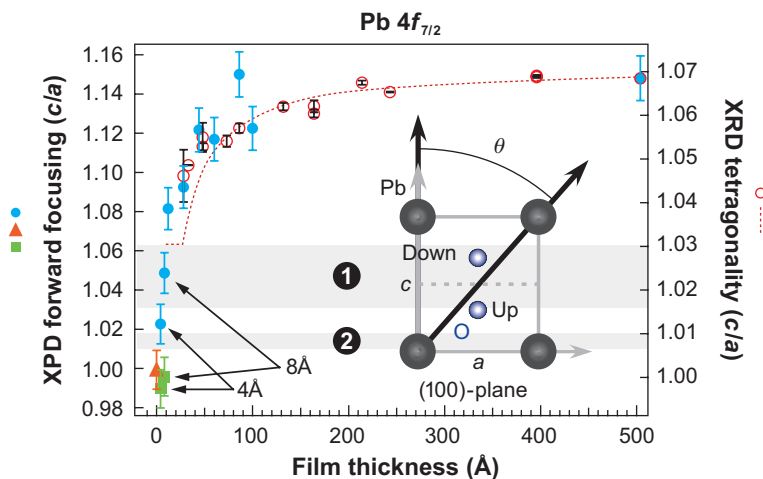 Pb 4f7/2
XPD forward focusing (c/a)
1.16
1.14
1.12
1.10
1.08
1.06
1.04
1.02
1.00
0.98
1.07
1.06
1.05
1.04
1.03
1.02
1.01
1.00
XRD tetragonality (c/a)
θ
Pb
Down
c
Up
O
a
(100)-plane
1
2
8Å
4Å
0
100
200
300
400
500
Film thickness (Å)